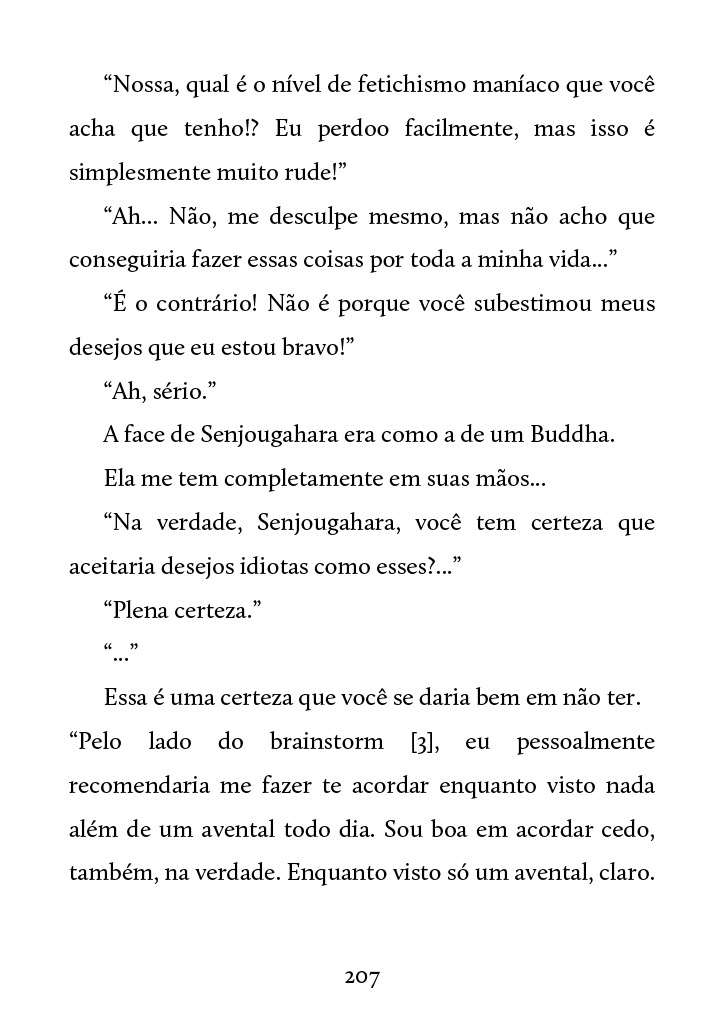 “Nossa, qual é o nível de fetichismo maníaco que você
acha que tenho!? Eu perdoo facilmente, mas isso é
simplesmente muito rude!”
“Ah... Não, me desculpe mesmo, mas não acho que
conseguiria fazer essas coisas por toda a minha vida...”
“É o contrário! Não é porque você subestimou meus
desejos que eu estou bravo!”
“Ah, sério.”
A face de Senjougahara era como a de um Buddha.
Ela me tem completamente em suas mãos...
“Na verdade, Senjougahara, você tem certeza que
aceitaria desejos idiotas como esses?...”
“Plena certeza.”
“...”
Essa é uma certeza que você se daria bem em não ter.
“Pelo lado do brainstorm [3], eu pessoalmente
recomendaria me fazer te acordar enquanto visto nada
além de um avental todo dia. Sou boa em acordar cedo,
também, na verdade. Enquanto visto só um avental, claro.
207